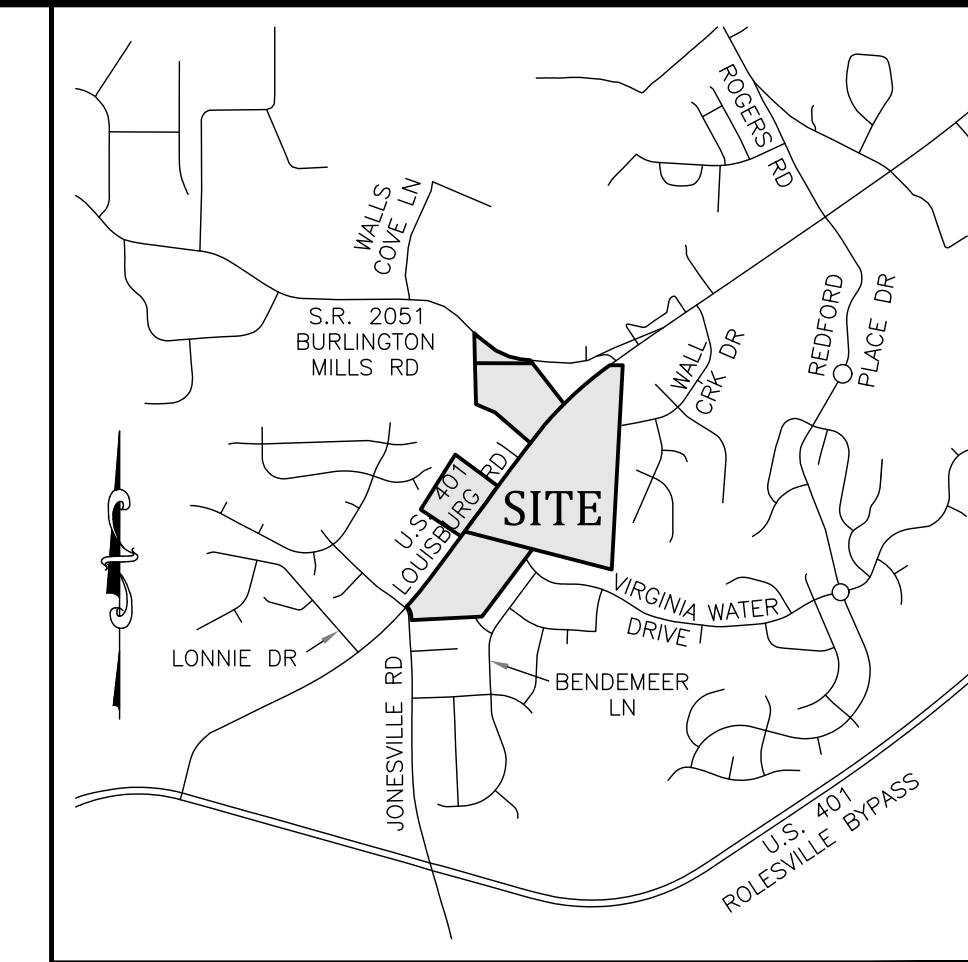 ROGERS RD
WALLS
COVE LN
S.R. 2051
BURLINGTON
MILLS RD
REDFORD
PLACE DR
WALL
CRK DR
U.S. 401
LOUISBURG RD
SITE
VIRGINIA WATER
DRIVE
LONNIE DR
BENDEMEER
LN
JONESVILLE RD
U.S. 401
ROLESVILLE BYPASS